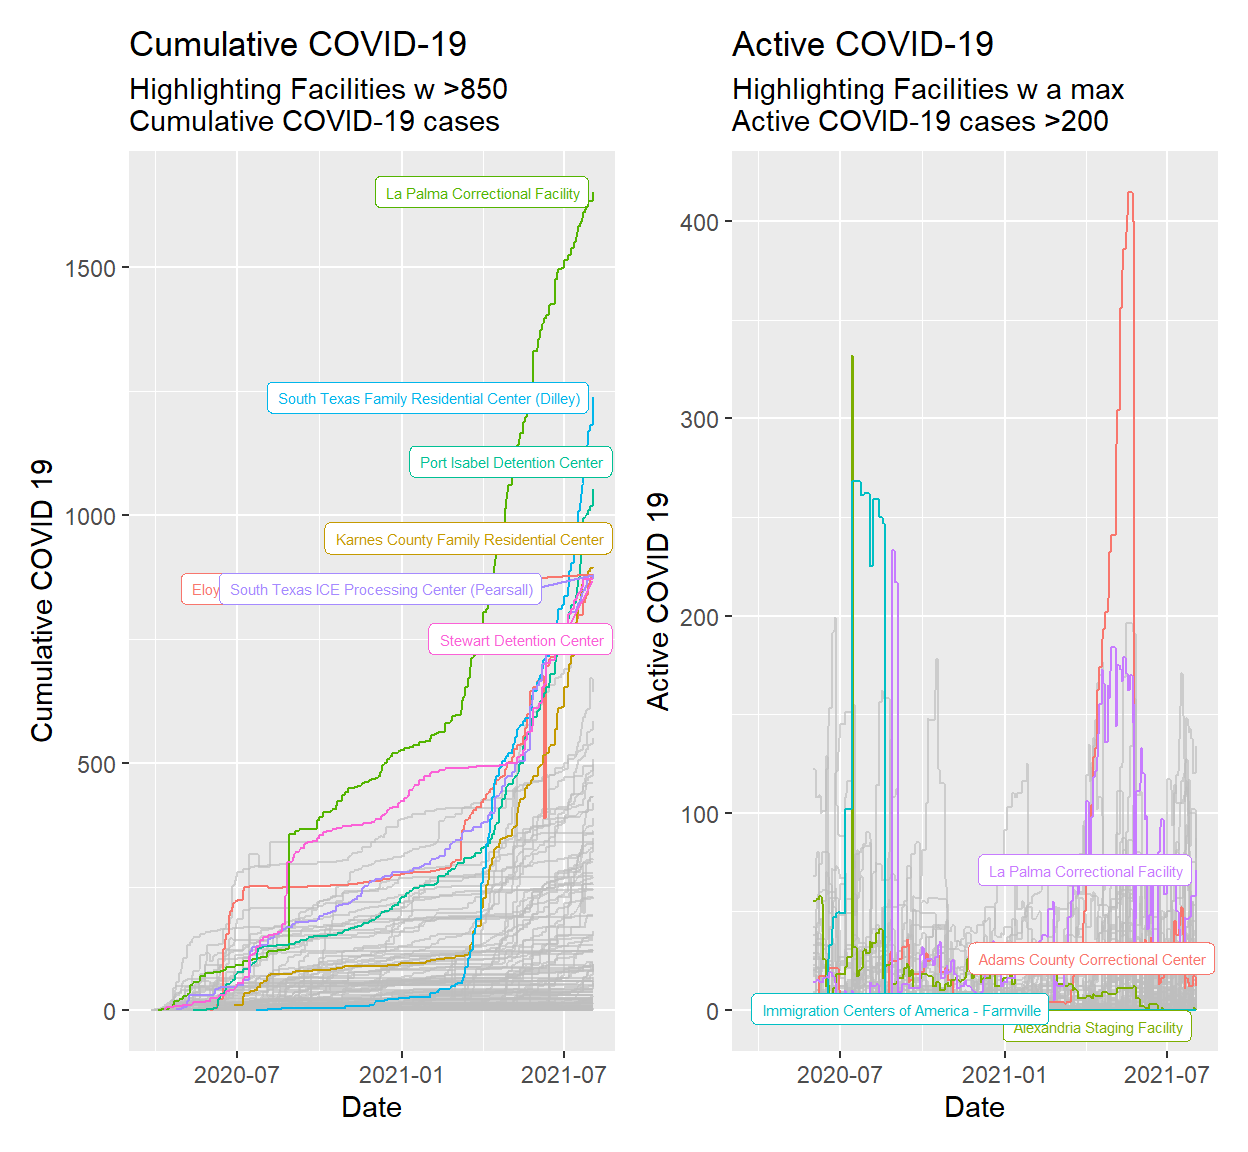 Cumulative COVID-19
Highlighting Facilities w >850
Cumulative COVID-19 cases
Cumulative COVID 19
1500
1000
500
0
La Palma Correctional Facility
South Texas Family Residential Center (Dilley)
Port Isabel Detention Center
Karnes County Family Residential Center
Eloy
South Texas ICE Processing Center (Pearsall)
Stewart Detention Center
2020-07
2021-01
2021-07
Date
Active COVID-19
Highlighting Facilities w a max
Active COVID-19 cases >200
Active COVID 19
400
300
200
100
0
La Palma Correctional Facility
Adams County Correctional Center
Immigration Centers of America - Farmville
Alexandria Staging Facility
2020-07
2021-01
2021-07
Date